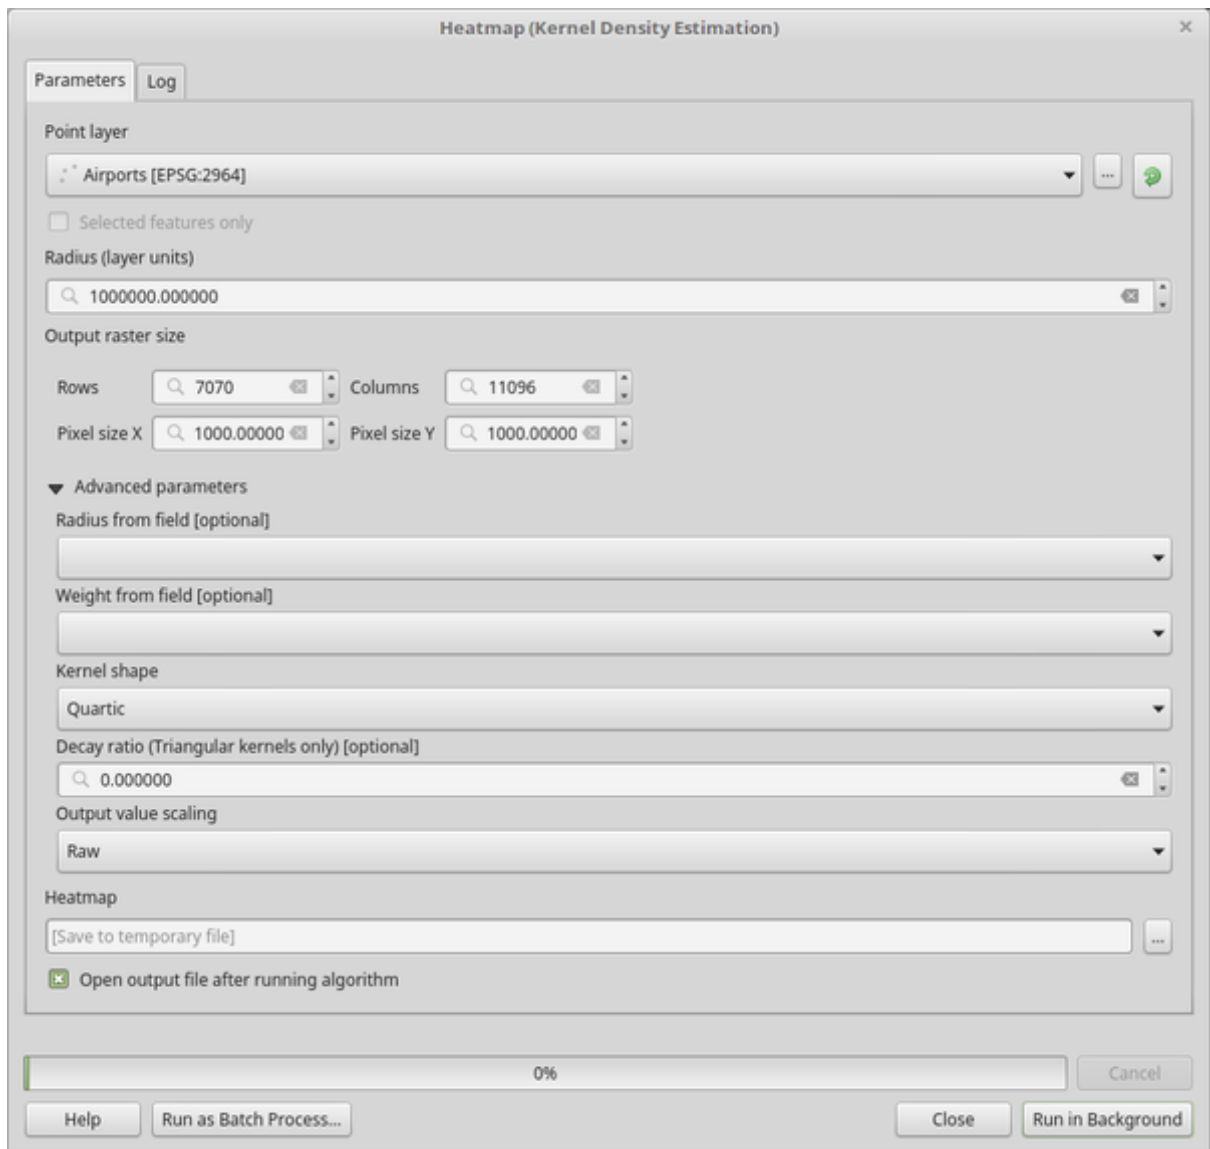 Heatmap (Kernel Density Estimation)
Parameters Log
Point layer
Airports [EPSG:2964] ...
Selected features only
Radius (layer units)
1000000.000000
Output raster size
Rows 7070 Columns 11096
Pixel size X 1000.00000 Pixel size Y 1000.00000
Advanced parameters
Radius from field [optional]
Weight from field [optional]
Kernel shape
Quartic
Decay ratio (Triangular kernels only) [optional]
0.000000
Output value scaling
Raw
Heatmap
[Save to temporary file] ...
Open output file after running algorithm
0% Cancel
Help Run as Batch Process... Close Run in Background